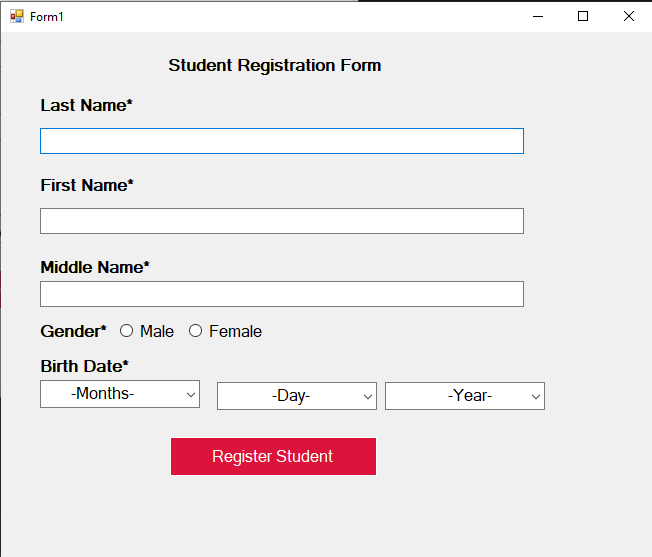 Form1
Student Registration Form
Last Name*
First Name*
Middle Name*
Gender* Male Female
Birth Date*
-Months- -Day- -Year-
Register Student